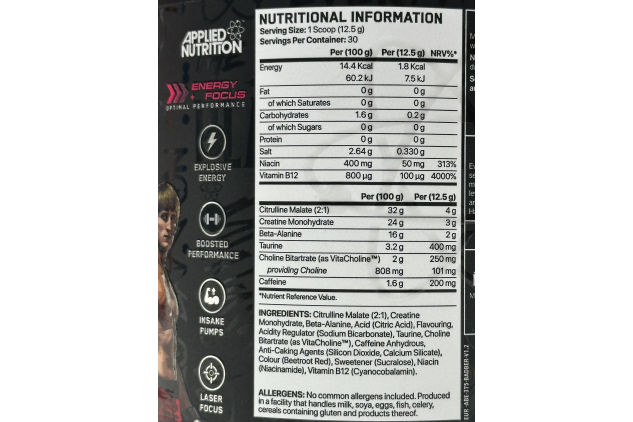 APPLIED
NUTRITION
ENERGY
+ FOCUS
OPTIMAL PERFORMANCE
EXPLOSIVE
ENERGY
BOOSTED
PERFORMANCE
INSANE
PUMPS
LASER
FOCUS
NUTRITIONAL INFORMATION
Serving Size: 1 Scoop (12.5 g)
Servings Per Container: 30
Per (100 g) Per (12.5 g) NRV%*
Energy 14.4 Kcal 1.8 Kcal
60.2 kJ 7.5 kJ
Fat 0 g 0 g
of which Saturates 0 g 0 g
Carbohydrates 1.6 g 0.2 g
of which Sugars 0 g 0 g
Protein 0 g 0 g
Salt 2.64 g 0.330 g
Niacin 400 mg 50 mg 313%
Vitamin B12 800 µg 100 µg 4000%
Per (100 g) Per (12.5 g)
Citrulline Malate (2:1) 32 g 4 g
Creatine Monohydrate 24 g 3 g
Beta-Alanine 16 g 2 g
Taurine 3.2 g 400 mg
Choline Bitartrate (as VitaCholine™) 2 g 250 mg
providing Choline 808 mg 101 mg
Caffeine 1.6 g 200 mg
*Nutrient Reference Value.
INGREDIENTS: Citrulline Malate (2:1), Creatine
Monohydrate, Beta-Alanine, Acid (Citric Acid), Flavouring,
Acidity Regulator (Sodium Bicarbonate), Taurine, Choline
Bitartrate (as VitaCholine™), Caffeine Anhydrous,
Anti-Caking Agents (Silicon Dioxide, Calcium Silicate),
Colour (Beetroot Red), Sweetener (Sucralose), Niacin
(Niacinamide), Vitamin B12 (Cyanocobalamin).
ALLERGENS: No common allergens included. Produced
in a facility that handles milk, soya, eggs, fish, celery,
cereals containing gluten and products thereof.
EUR -ABE-375-BADBER-V1.2